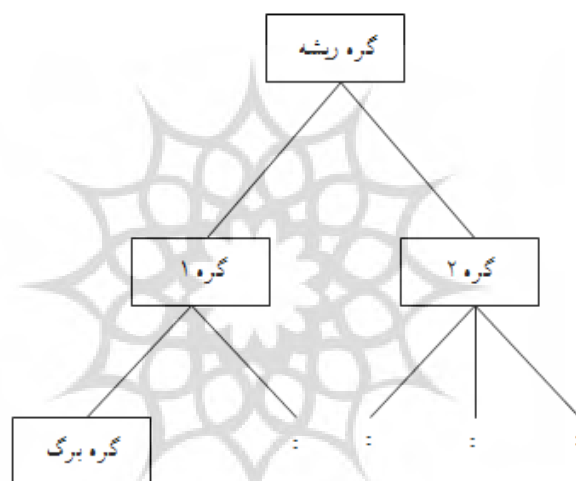 گره ریشه
گره ۱
گره ۲
گره برگ
: : : :